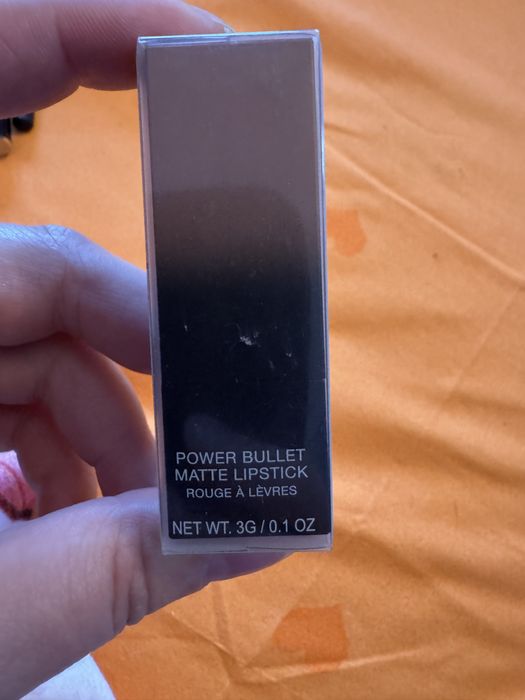 POWER BULLET
MATTE LIPSTICK
ROUGE À LÈVRES
NET WT. 3G / 0.1 OZ